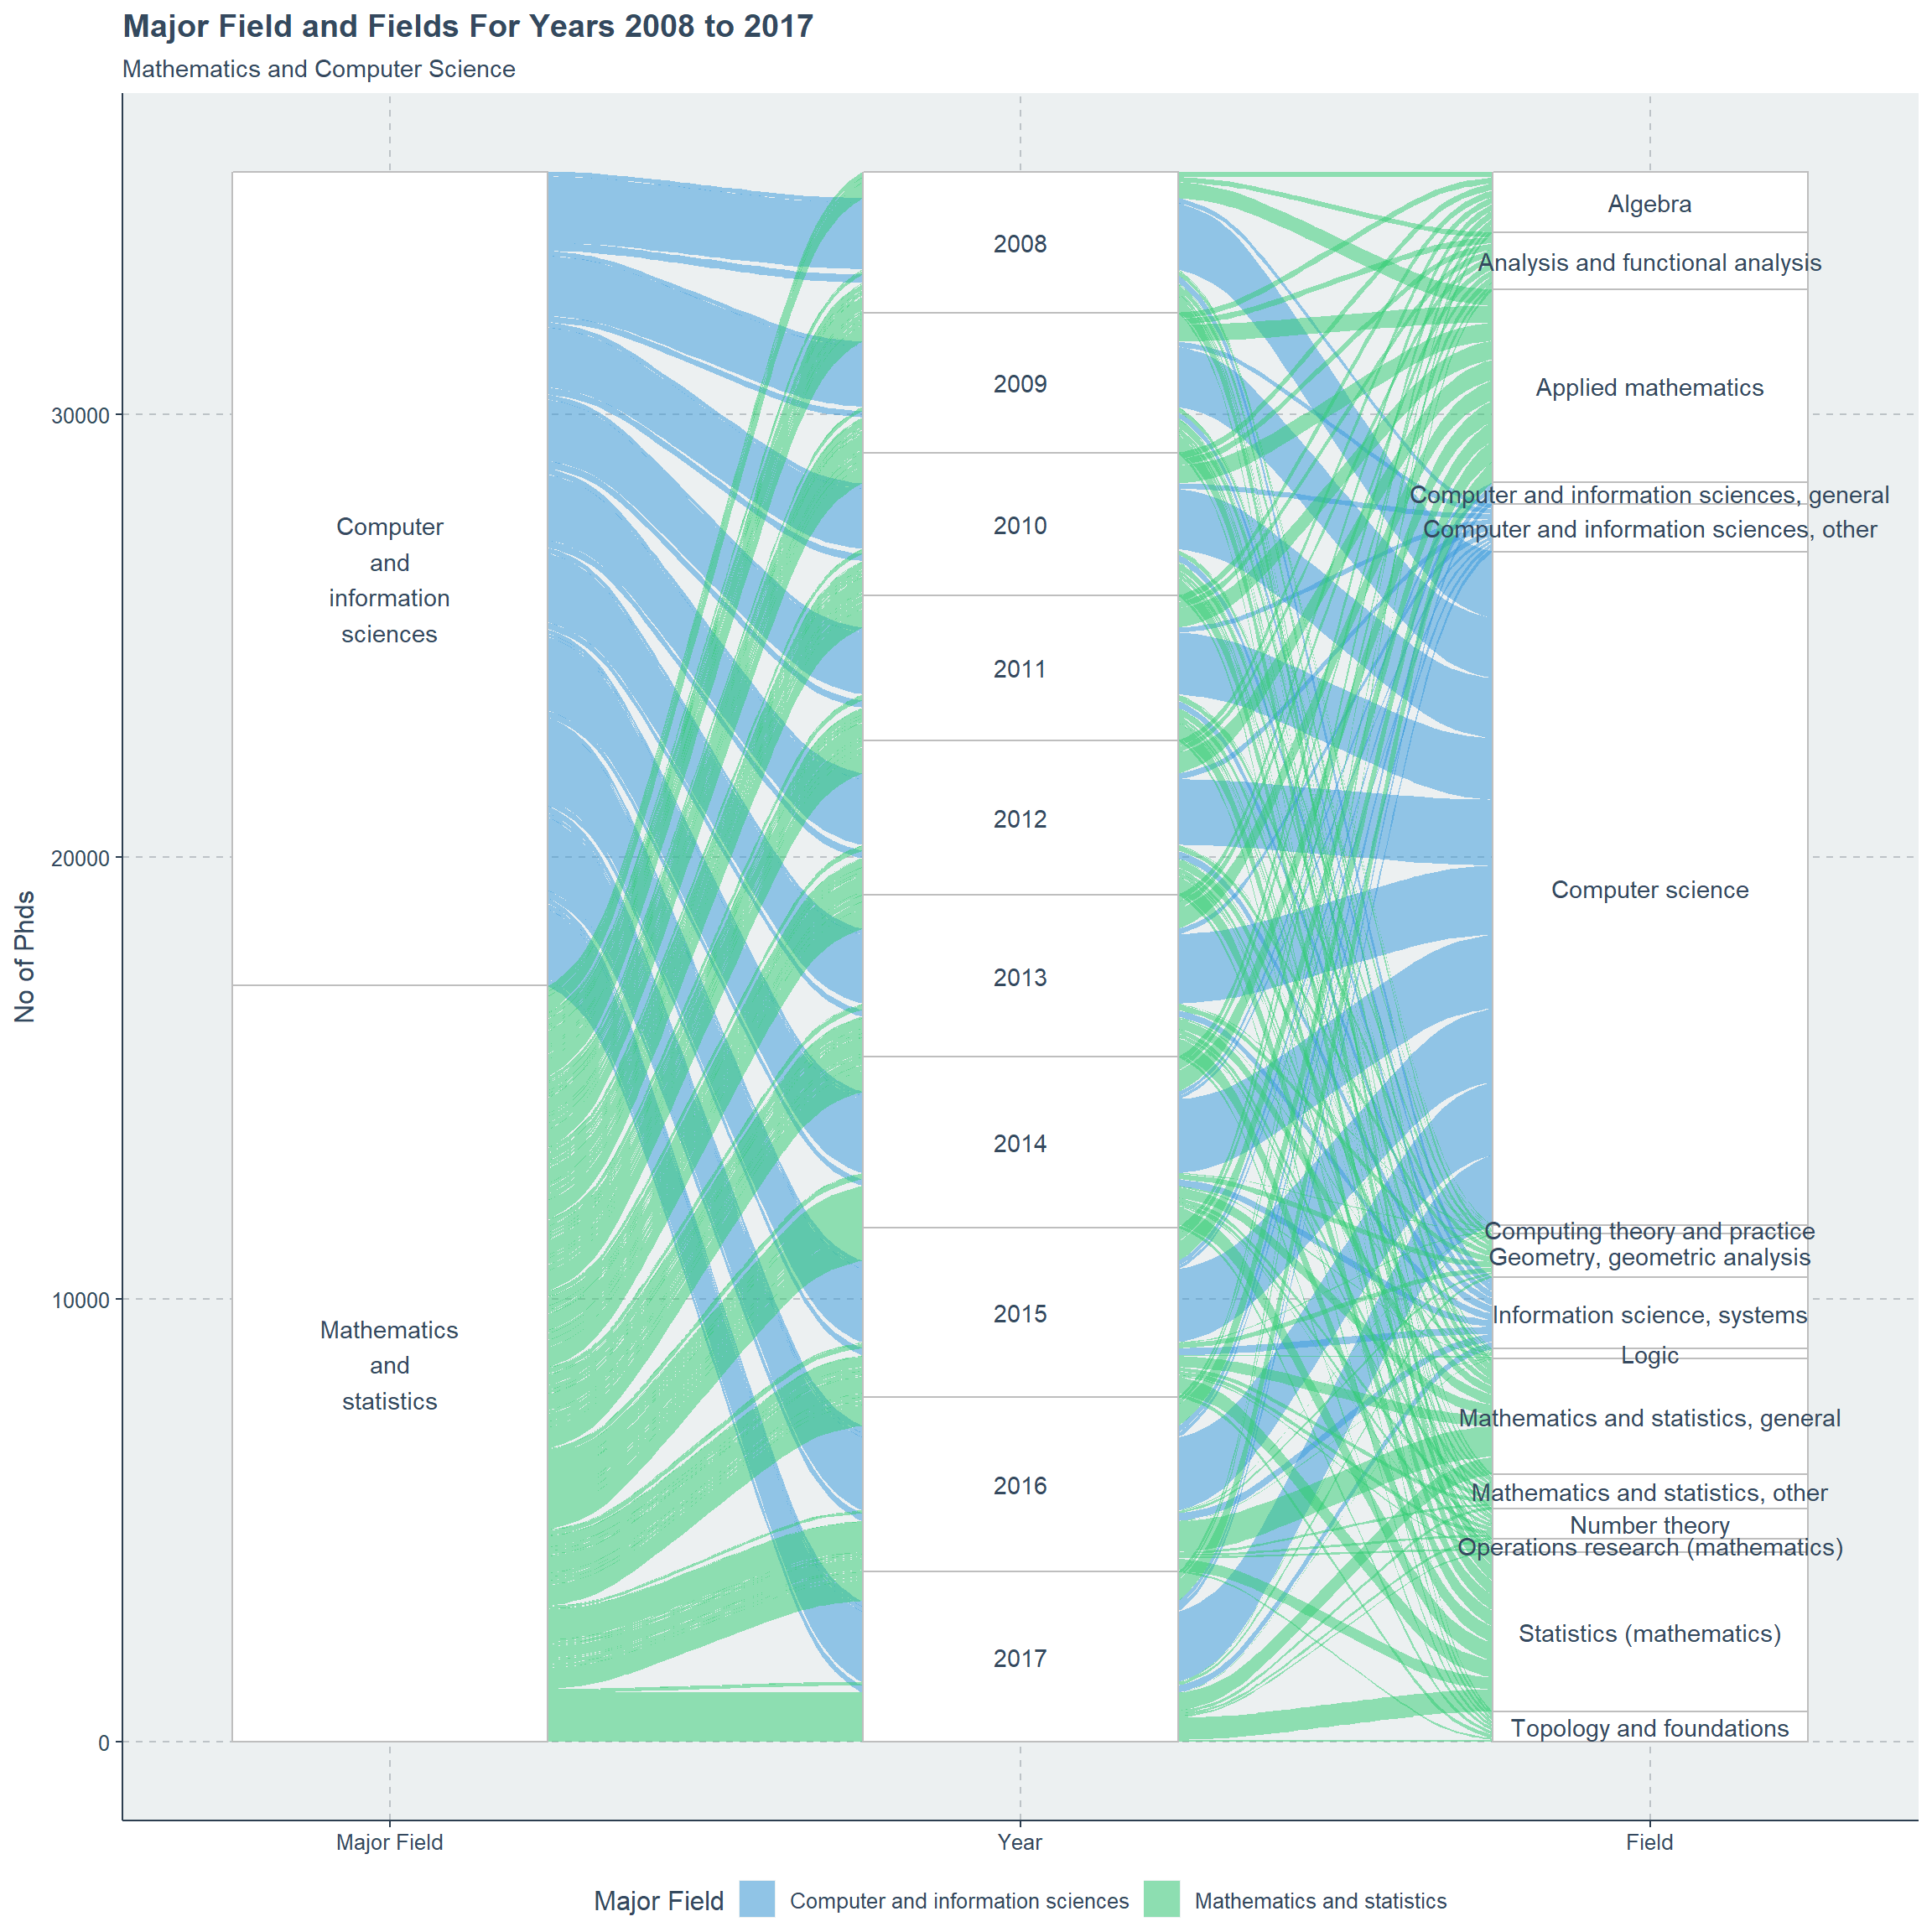 Major Field and Fields For Years 2008 to 2017
Mathematics and Computer Science
No of Phds
30000
20000
10000
0
Computer
and
information
sciences
Mathematics
and
statistics
2008
2009
2010
2011
2012
2013
2014
2015
2016
2017
Algebra
Analysis and functional analysis
Applied mathematics
Computer and information sciences, general
Computer and information sciences, other
Computer science
Computing theory and practice
Geometry, geometric analysis
Information science, systems
Logic
Mathematics and statistics, general
Mathematics and statistics, other
Number theory
Operations research (mathematics)
Statistics (mathematics)
Topology and foundations
Major Field
Year
Field
Major Field
Computer and information sciences
Mathematics and statistics